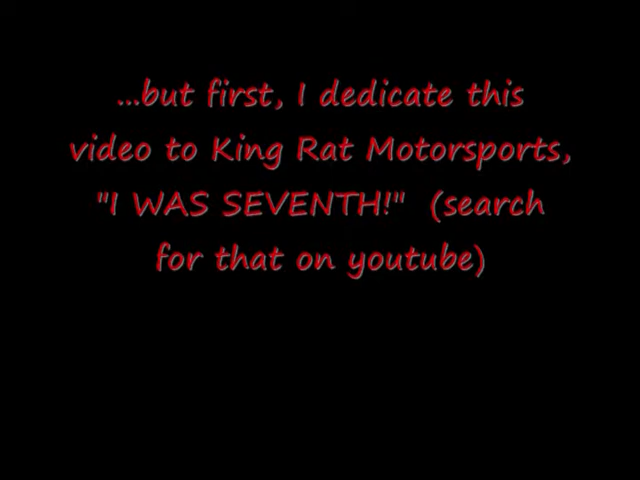 ...but first, I dedicate this
video to King Rat Motorsports,
"I WAS SEVENTH!" (search
for that on youtube)